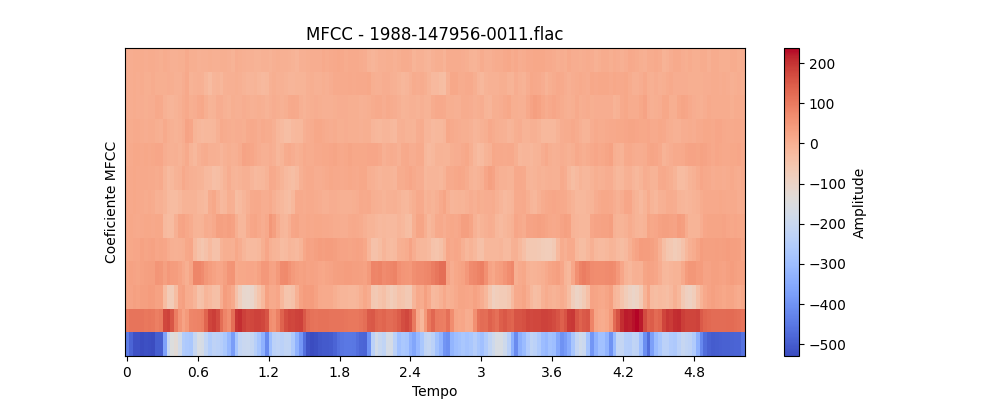 MFCC - 1988-147956-0011.flac
Coeficiente MFCC
0 0.6 1.2 1.8 2.4 3 3.6 4.2 4.8
Tempo
200
100
0
−100
−200
−300
−400
−500
Amplitude